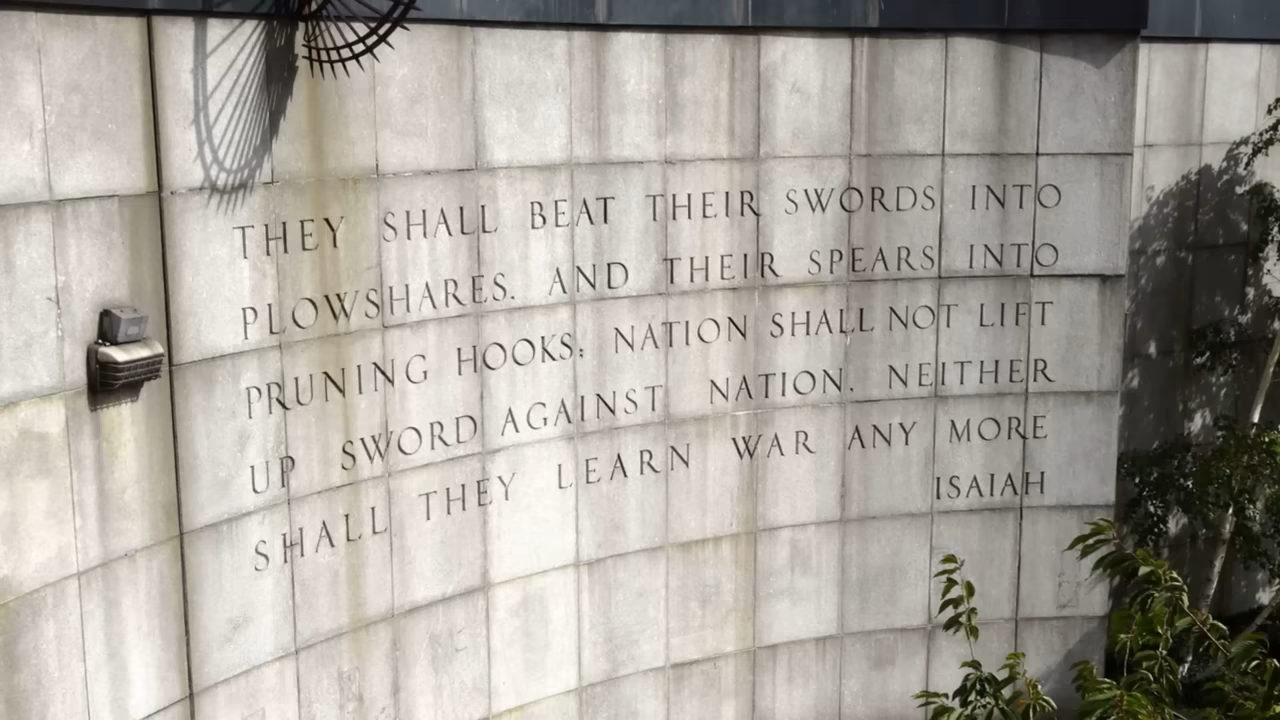 THEY SHALL BEAT THEIR SWORDS INTO
PLOWSHARES. AND THEIR SPEARS INTO
PRUNING HOOKS; NATION SHALL NOT LIFT
UP SWORD AGAINST NATION. NEITHER
SHALL THEY LEARN WAR ANY MORE
ISAIAH